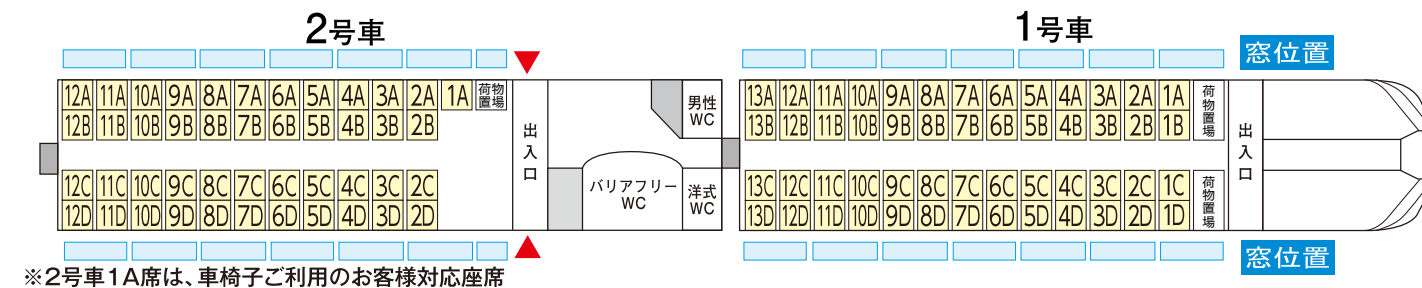 2号車
1号車
窓位置
12A 11A 10A 9A 8A 7A 6A 5A 4A 3A 2A 1A 荷物置場
12B 11B 10B 9B 8B 7B 6B 5B 4B 3B 2B
出入口
12C 11C 10C 9C 8C 7C 6C 5C 4C 3C 2C
12D 11D 10D 9D 8D 7D 6D 5D 4D 3D 2D
男性
WC
バリアフリー
WC
洋式
WC
13A 12A 11A 10A 9A 8A 7A 6A 5A 4A 3A 2A 1A
13B 12B 11B 10B 9B 8B 7B 6B 5B 4B 3B 2B 1B
荷物置場
出入口
13C 12C 11C 10C 9C 8C 7C 6C 5C 4C 3C 2C 1C
13D 12D 11D 10D 9D 8D 7D 6D 5D 4D 3D 2D 1D
荷物置場
窓位置
※2号車1A席は、車椅子ご利用のお客様対応座席